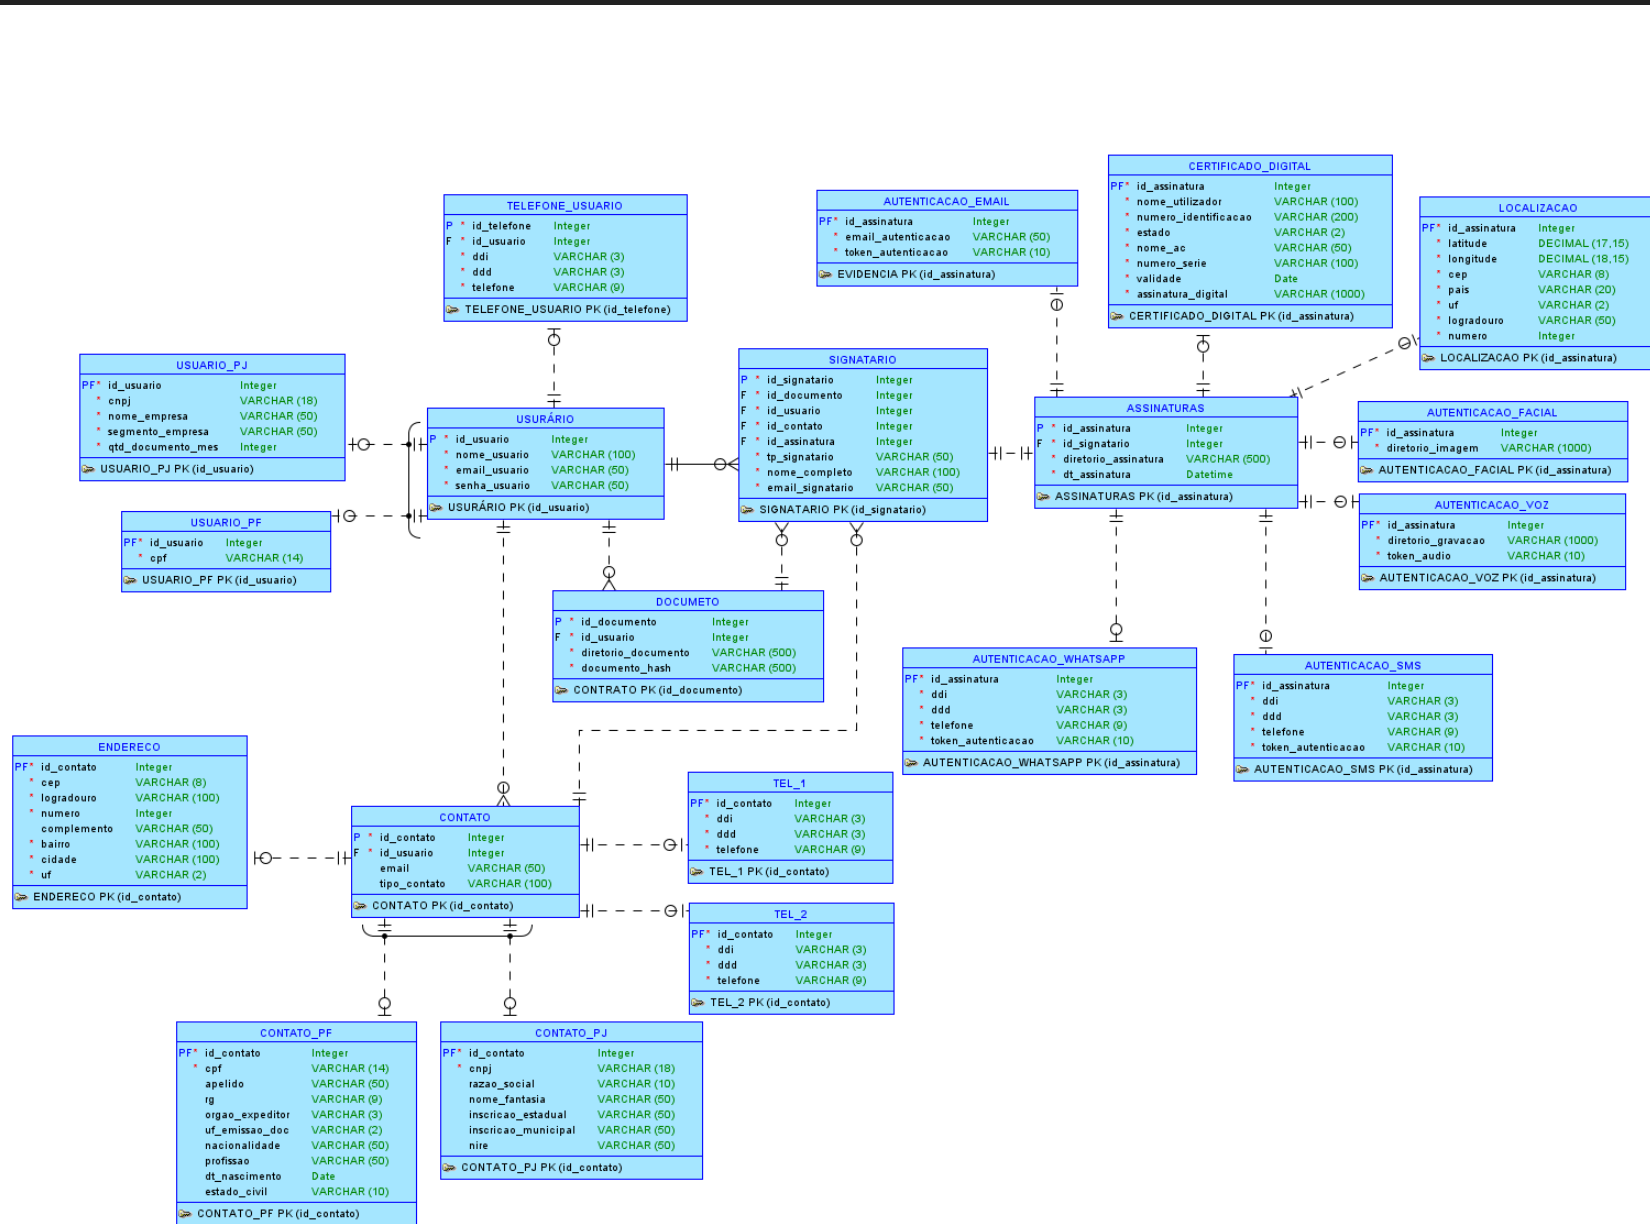 CERTIFICADO_DIGITAL
PF* id_assinatura Integer
* nome_utilizador VARCHAR (100)
* numero_identificacao VARCHAR (200)
* estado VARCHAR (2)
* nome_ac VARCHAR (50)
* numero_serie VARCHAR (100)
* validade Date
* assinatura_digital VARCHAR (1000)
CERTIFICADO_DIGITAL PK (id_assinatura)
TELEFONE_USUARIO
P * id_telefone Integer
F * id_usuario Integer
* ddi VARCHAR (3)
* ddd VARCHAR (3)
* telefone VARCHAR (9)
TELEFONE_USUARIO PK (id_telefone)
AUTENTICACAO_EMAIL
PF* id_assinatura Integer
* email_autenticacao VARCHAR (50)
* token_autenticacao VARCHAR (10)
EVIDENCIA PK (id_assinatura)
LOCALIZACAO
PF* id_assinatura Integer
* latitude DECIMAL (17,15)
* longitude DECIMAL (18,15)
* cep VARCHAR (8)
* pais VARCHAR (20)
* uf VARCHAR (2)
* logradouro VARCHAR (50)
* numero Integer
LOCALIZACAO PK (id_assinatura)
USUARIO_PJ
PF* id_usuario Integer
* cnpj VARCHAR (18)
* nome_empresa VARCHAR (50)
* segmento_empresa VARCHAR (50)
* qtd_documento_mes Integer
USUARIO_PJ PK (id_usuario)
USURÁRIO
P * id_usuario Integer
* nome_usuario VARCHAR (100)
* email_usuario VARCHAR (50)
* senha_usuario VARCHAR (50)
USURÁRIO PK (id_usuario)
SIGNATARIO
P * id_signatario Integer
F * id_documento Integer
F * id_usuario Integer
F * id_contato Integer
F * id_assinatura Integer
* tp_signatario VARCHAR (50)
* nome_completo VARCHAR (100)
* email_signatario VARCHAR (50)
SIGNATARIO PK (id_signatario)
ASSINATURAS
P * id_assinatura Integer
F * id_signatario Integer
* diretorio_assinatura VARCHAR (500)
* dt_assinatura Datetime
ASSINATURAS PK (id_assinatura)
AUTENTICACAO_FACIAL
PF* id_assinatura Integer
* diretorio_imagem VARCHAR (1000)
AUTENTICACAO_FACIAL PK (id_assinatura)
USUARIO_PF
PF* id_usuario Integer
* cpf VARCHAR (14)
USUARIO_PF PK (id_usuario)
AUTENTICACAO_VOZ
PF* id_assinatura Integer
* diretorio_gravacao VARCHAR (1000)
* token_audio VARCHAR (10)
AUTENTICACAO_VOZ PK (id_assinatura)
DOCUMETO
P * id_documento Integer
F * id_usuario Integer
* diretorio_documento VARCHAR (500)
* documento_hash VARCHAR (500)
CONTRATO PK (id_documento)
AUTENTICACAO_WHATSAPP
PF* id_assinatura Integer
* ddi VARCHAR (3)
* ddd VARCHAR (3)
* telefone VARCHAR (9)
* token_autenticacao VARCHAR (10)
AUTENTICACAO_WHATSAPP PK (id_assinatura)
AUTENTICACAO_SMS
PF* id_assinatura Integer
* ddi VARCHAR (3)
* ddd VARCHAR (3)
* telefone VARCHAR (9)
* token_autenticacao VARCHAR (10)
AUTENTICACAO_SMS PK (id_assinatura)
ENDERECO
PF* id_contato Integer
* cep VARCHAR (8)
* logradouro VARCHAR (100)
* numero Integer
complemento VARCHAR (50)
* bairro VARCHAR (100)
* cidade VARCHAR (100)
* uf VARCHAR (2)
ENDERECO PK (id_contato)
CONTATO
P * id_contato Integer
F * id_usuario Integer
email VARCHAR (50)
tipo_contato VARCHAR (100)
CONTATO PK (id_contato)
TEL_1
PF* id_contato Integer
* ddi VARCHAR (3)
* ddd VARCHAR (3)
* telefone VARCHAR (9)
TEL_1 PK (id_contato)
TEL_2
PF* id_contato Integer
* ddi VARCHAR (3)
* ddd VARCHAR (3)
* telefone VARCHAR (9)
TEL_2 PK (id_contato)
CONTATO_PF
PF* id_contato Integer
* cpf VARCHAR (14)
apelido VARCHAR (50)
rg VARCHAR (9)
orgao_expeditor VARCHAR (3)
uf_emissao_doc VARCHAR (2)
nacionalidade VARCHAR (50)
profissao VARCHAR (50)
dt_nascimento Date
estado_civil VARCHAR (10)
CONTATO_PF PK (id_contato)
CONTATO_PJ
PF* id_contato Integer
* cnpj VARCHAR (18)
razao_social VARCHAR (10)
nome_fantasia VARCHAR (50)
inscricao_estadual VARCHAR (50)
inscricao_municipal VARCHAR (50)
nire VARCHAR (50)
CONTATO_PJ PK (id_contato)